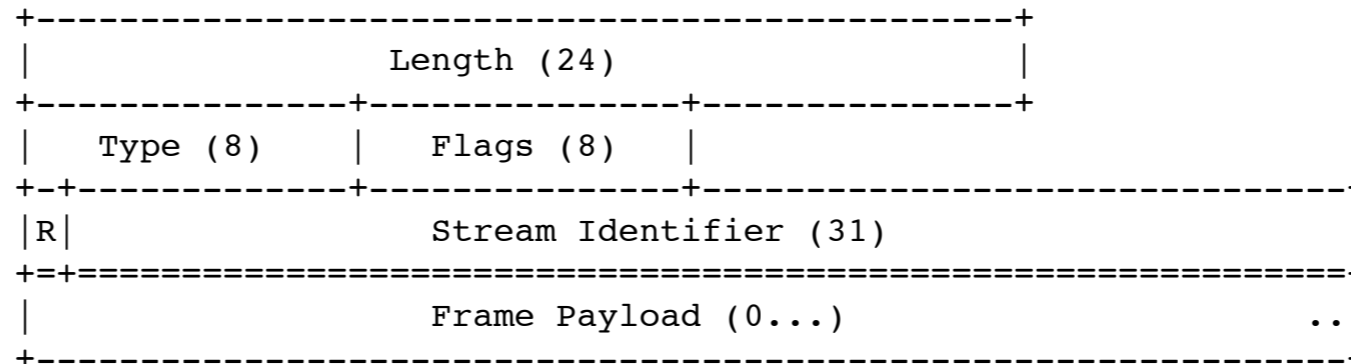 +-----------------------------------------------+
|                 Length (24)                   |
+---------------+---------------+---------------+
|   Type (8)    |   Flags (8)   |
+-+-------------+---------------+-------------------------------+
|R|                 Stream Identifier (31)
+=+=============================================================+
|                   Frame Payload (0...)                      ..
+---------------------------------------------------------------+